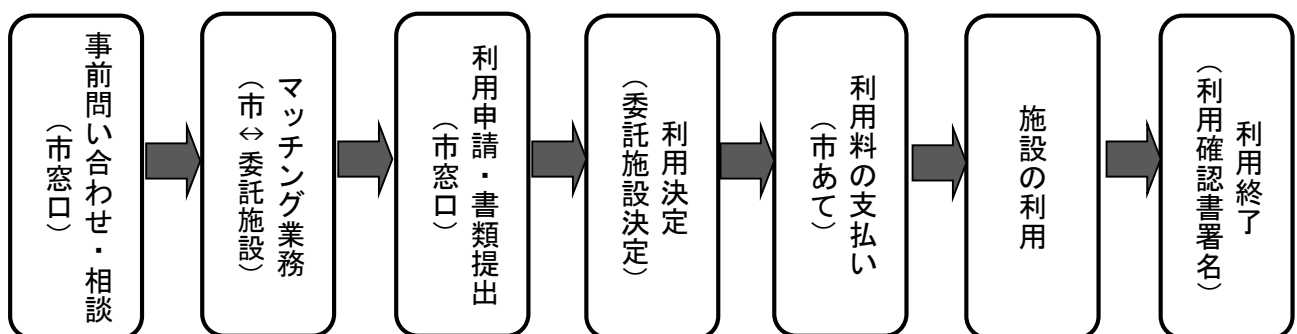 事前問い合わせ・相談
（市窓口）
マッチング業務
（市↔委託施設）
利用申請・書類提出
（市窓口）
利用決定
（委託施設決定）
利用料の支払い
（市あて）
施設の利用
利用終了
（利用確認書署名）